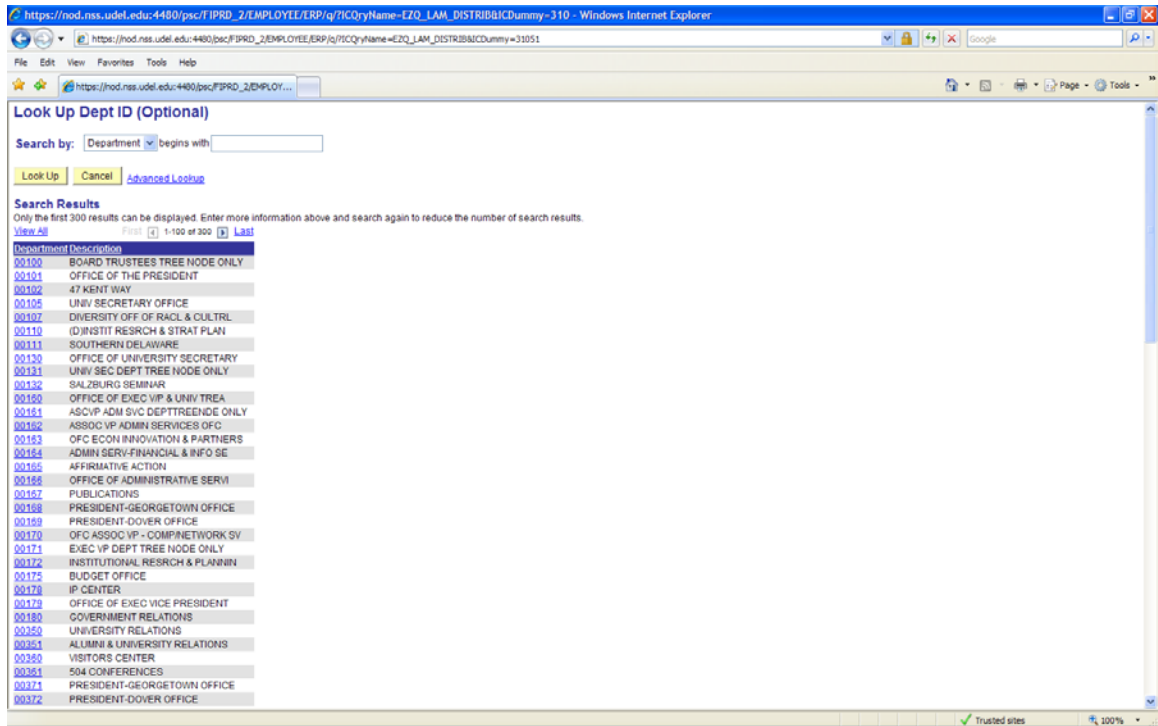 https://nod.nss.udel.edu:4480/psc/FIPRD_2/EMPLOYEE/ERP/q/?ICQryName=EZQ_LAM_DISTRIB&ICDummy=310 - Windows Internet Explorer
https://nod.nss.udel.edu:4480/psc/FIPRD_2/EMPLOYEE/ERP/q/?ICQryName=EZQ_LAM_DISTRIB&ICDummy=31051
Google
File Edit View Favorites Tools Help
https://nod.nss.udel.edu:4480/psc/FIPRD_2/EMPLOY...
Page Tools
Look Up Dept ID (Optional)
Search by: Department begins with
Look Up Cancel Advanced Lookup
Search Results
Only the first 300 results can be displayed. Enter more information above and search again to reduce the number of search results.
View All First 1-100 of 300 Last
Department Description
00100 BOARD TRUSTEES TREE NODE ONLY
00101 OFFICE OF THE PRESIDENT
00102 47 KENT WAY
00105 UNIV SECRETARY OFFICE
00107 DIVERSITY OFF OF RACL & CULTRL
00110 (D)INSTIT RESRCH & STRAT PLAN
00111 SOUTHERN DELAWARE
00130 OFFICE OF UNIVERSITY SECRETARY
00131 UNIV SEC DEPT TREE NODE ONLY
00132 SALZBURG SEMINAR
00160 OFFICE OF EXEC V/P & UNIV TREA
00161 ASCVP ADM SVC DEPTTREENDE ONLY
00162 ASSOC VP ADMIN SERVICES OFC
00163 OFC ECON INNOVATION & PARTNERS
00164 ADMIN SERV-FINANCIAL & INFO SE
00165 AFFIRMATIVE ACTION
00166 OFFICE OF ADMINISTRATIVE SERVI
00167 PUBLICATIONS
00168 PRESIDENT-GEORGETOWN OFFICE
00169 PRESIDENT-DOVER OFFICE
00170 OFC ASSOC VP - COMP/NETWORK SV
00171 EXEC VP DEPT TREE NODE ONLY
00172 INSTITUTIONAL RESRCH & PLANNIN
00175 BUDGET OFFICE
00178 IP CENTER
00179 OFFICE OF EXEC VICE PRESIDENT
00180 GOVERNMENT RELATIONS
00350 UNIVERSITY RELATIONS
00351 ALUMNI & UNIVERSITY RELATIONS
00360 VISITORS CENTER
00361 504 CONFERENCES
00371 PRESIDENT-GEORGETOWN OFFICE
00372 PRESIDENT-DOVER OFFICE
Trusted sites 100%